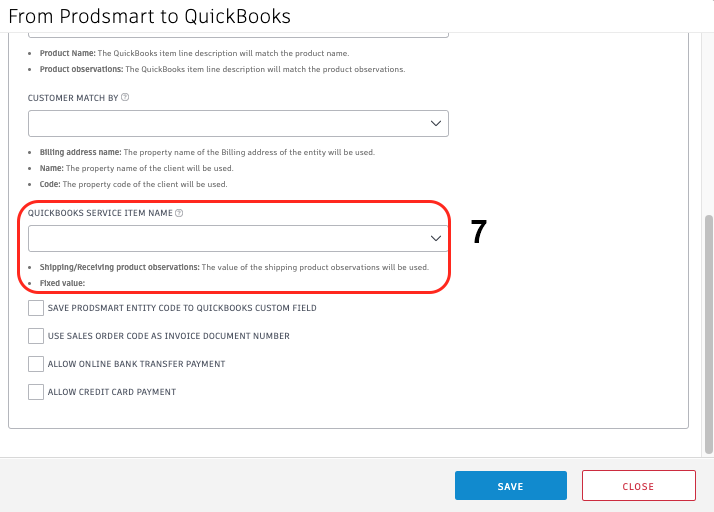 From Prodsmart to QuickBooks
• Product Name: The QuickBooks item line description will match the product name.
• Product observations: The QuickBooks item line description will match the product observations.
CUSTOMER MATCH BY ?
• Billing address name: The property name of the Billing address of the entity will be used.
• Name: The property name of the client will be used.
• Code: The property code of the client will be used.
QUICKBOOKS SERVICE ITEM NAME ?
7
• Shipping/Receiving product observations: The value of the shipping product observations will be used.
• Fixed value:
SAVE PRODSMART ENTITY CODE TO QUICKBOOKS CUSTOM FIELD
USE SALES ORDER CODE AS INVOICE DOCUMENT NUMBER
ALLOW ONLINE BANK TRANSFER PAYMENT
ALLOW CREDIT CARD PAYMENT
SAVE
CLOSE